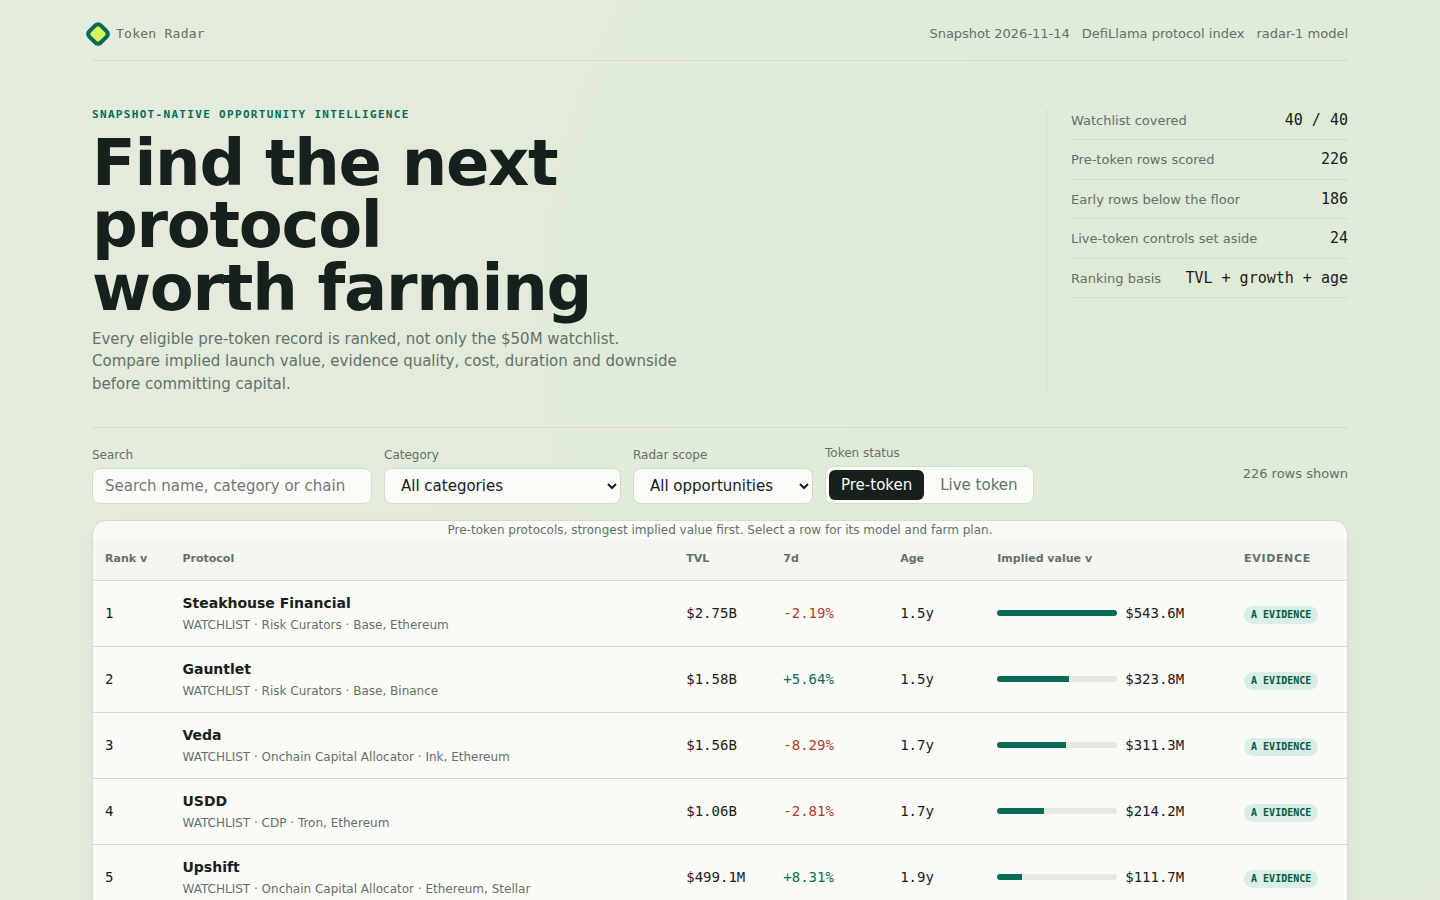 Token Radar
Snapshot 2026-11-14 DefiLlama protocol index radar-1 model
SNAPSHOT-NATIVE OPPORTUNITY INTELLIGENCE
Find the next
protocol
worth farming
Every eligible pre-token record is ranked, not only the $50M watchlist.
Compare implied launch value, evidence quality, cost, duration and downside
before committing capital.
Watchlist covered 40 / 40
Pre-token rows scored 226
Early rows below the floor 186
Live-token controls set aside 24
Ranking basis TVL + growth + age
Search
Search name, category or chain
Category
All categories
Radar scope
All opportunities
Token status
Pre-token Live token
226 rows shown
Pre-token protocols, strongest implied value first. Select a row for its model and farm plan.
Rank v Protocol TVL 7d Age Implied value v EVIDENCE
1 Steakhouse Financial $2.75B -2.19% 1.5y $543.6M A EVIDENCE
WATCHLIST · Risk Curators · Base, Ethereum
2 Gauntlet $1.58B +5.64% 1.5y $323.8M A EVIDENCE
WATCHLIST · Risk Curators · Base, Binance
3 Veda $1.56B -8.29% 1.7y $311.3M A EVIDENCE
WATCHLIST · Onchain Capital Allocator · Ink, Ethereum
4 USDD $1.06B -2.81% 1.7y $214.2M A EVIDENCE
WATCHLIST · CDP · Tron, Ethereum
5 Upshift $499.1M +8.31% 1.9y $111.7M A EVIDENCE
WATCHLIST · Onchain Capital Allocator · Ethereum, Stellar